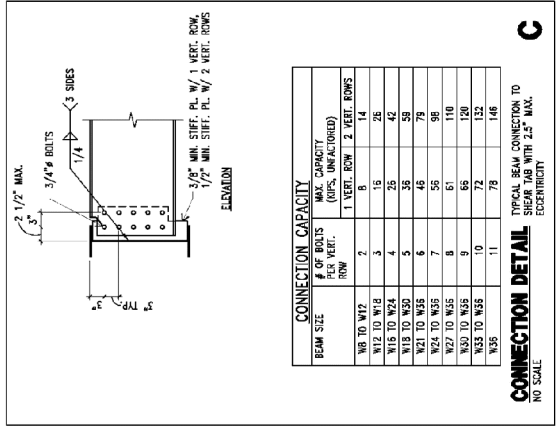 2 1/2" MAX.
3"
3/4"ø BOLTS
1/4
3 SIDES
3"
3" TYP.
3/8" MIN. STIFF. PL. W/ 1 VERT. ROW,
1/2" MIN. STIFF. PL. W/ 2 VERT. ROWS
ELEVATION
CONNECTION CAPACITY
BEAM SIZE # OF BOLTS PER VERT. ROW MAX. CAPACITY (KIPS, UNFACTORED)
1 VERT. ROW 2 VERT. ROWS
W8 TO W12 2 8 14
W12 TO W18 3 16 26
W16 TO W24 4 26 42
W18 TO W30 5 36 59
W21 TO W36 6 46 79
W24 TO W36 7 56 98
W27 TO W36 8 61 110
W30 TO W36 9 66 120
W33 TO W36 10 72 132
W36 11 78 146
CONNECTION DETAIL
NO SCALE
TYPICAL BEAM CONNECTION TO
SHEAR TAB WITH 2.5" MAX.
ECCENTRICITY
C